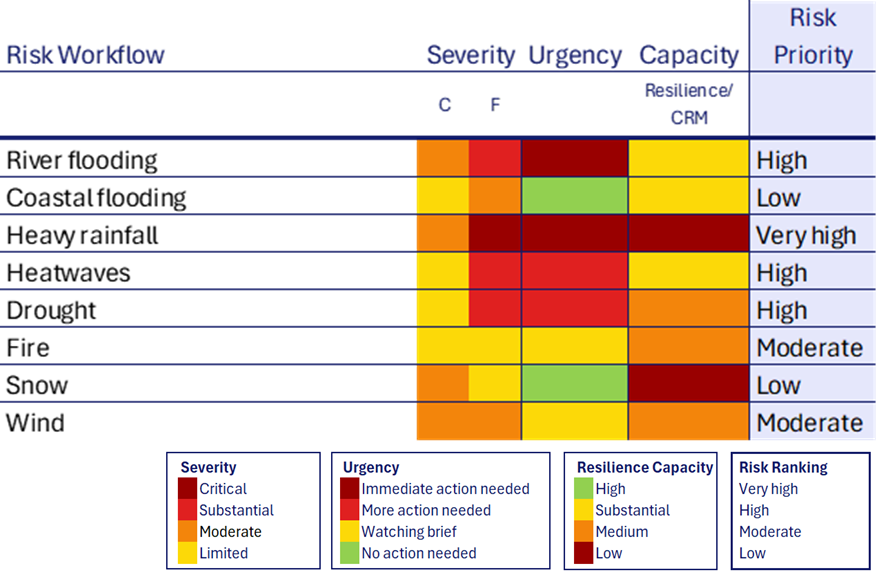 Risk
Risk Workflow Severity Urgency Capacity Priority
C F Resilience/
CRM
River flooding High
Coastal flooding Low
Heavy rainfall Very high
Heatwaves High
Drought High
Fire Moderate
Snow Low
Wind Moderate
Severity
Critical
Substantial
Moderate
Limited
Urgency
Immediate action needed
More action needed
Watching brief
No action needed
Resilience Capacity
High
Substantial
Medium
Low
Risk Ranking
Very high
High
Moderate
Low